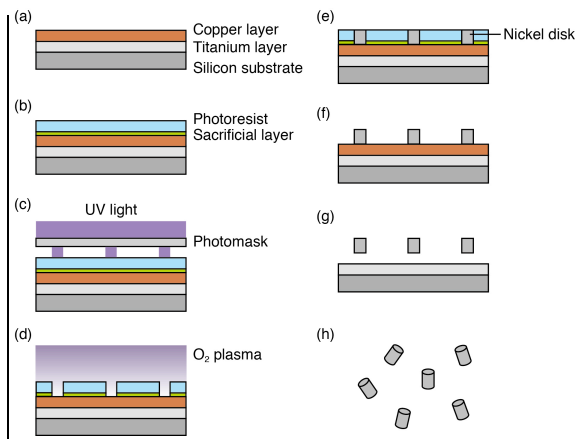 (a)
Copper layer
Titanium layer
Silicon substrate
(b)
Photoresist
Sacrificial layer
(c)
UV light
Photomask
(d)
O₂ plasma
(e)
Nickel disk
(f)
(g)
(h)